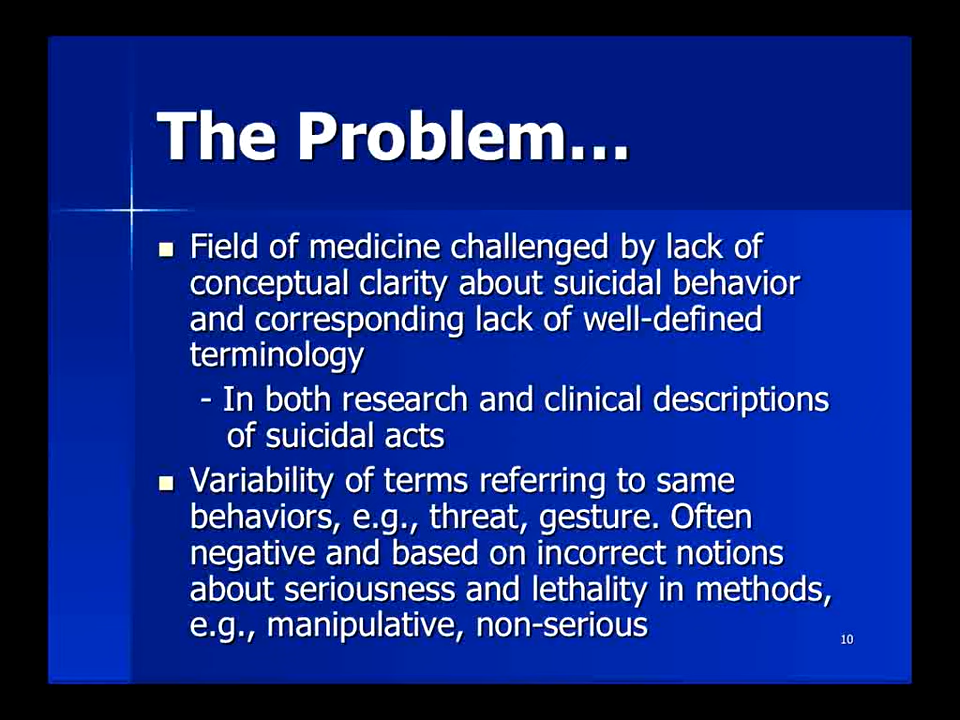 The Problem...
Field of medicine challenged by lack of
conceptual clarity about suicidal behavior
and corresponding lack of well-defined
terminology
- In both research and clinical descriptions
of suicidal acts
Variability of terms referring to same
behaviors, e.g., threat, gesture. Often
negative and based on incorrect notions
about seriousness and lethality in methods,
e.g., manipulative, non-serious
10